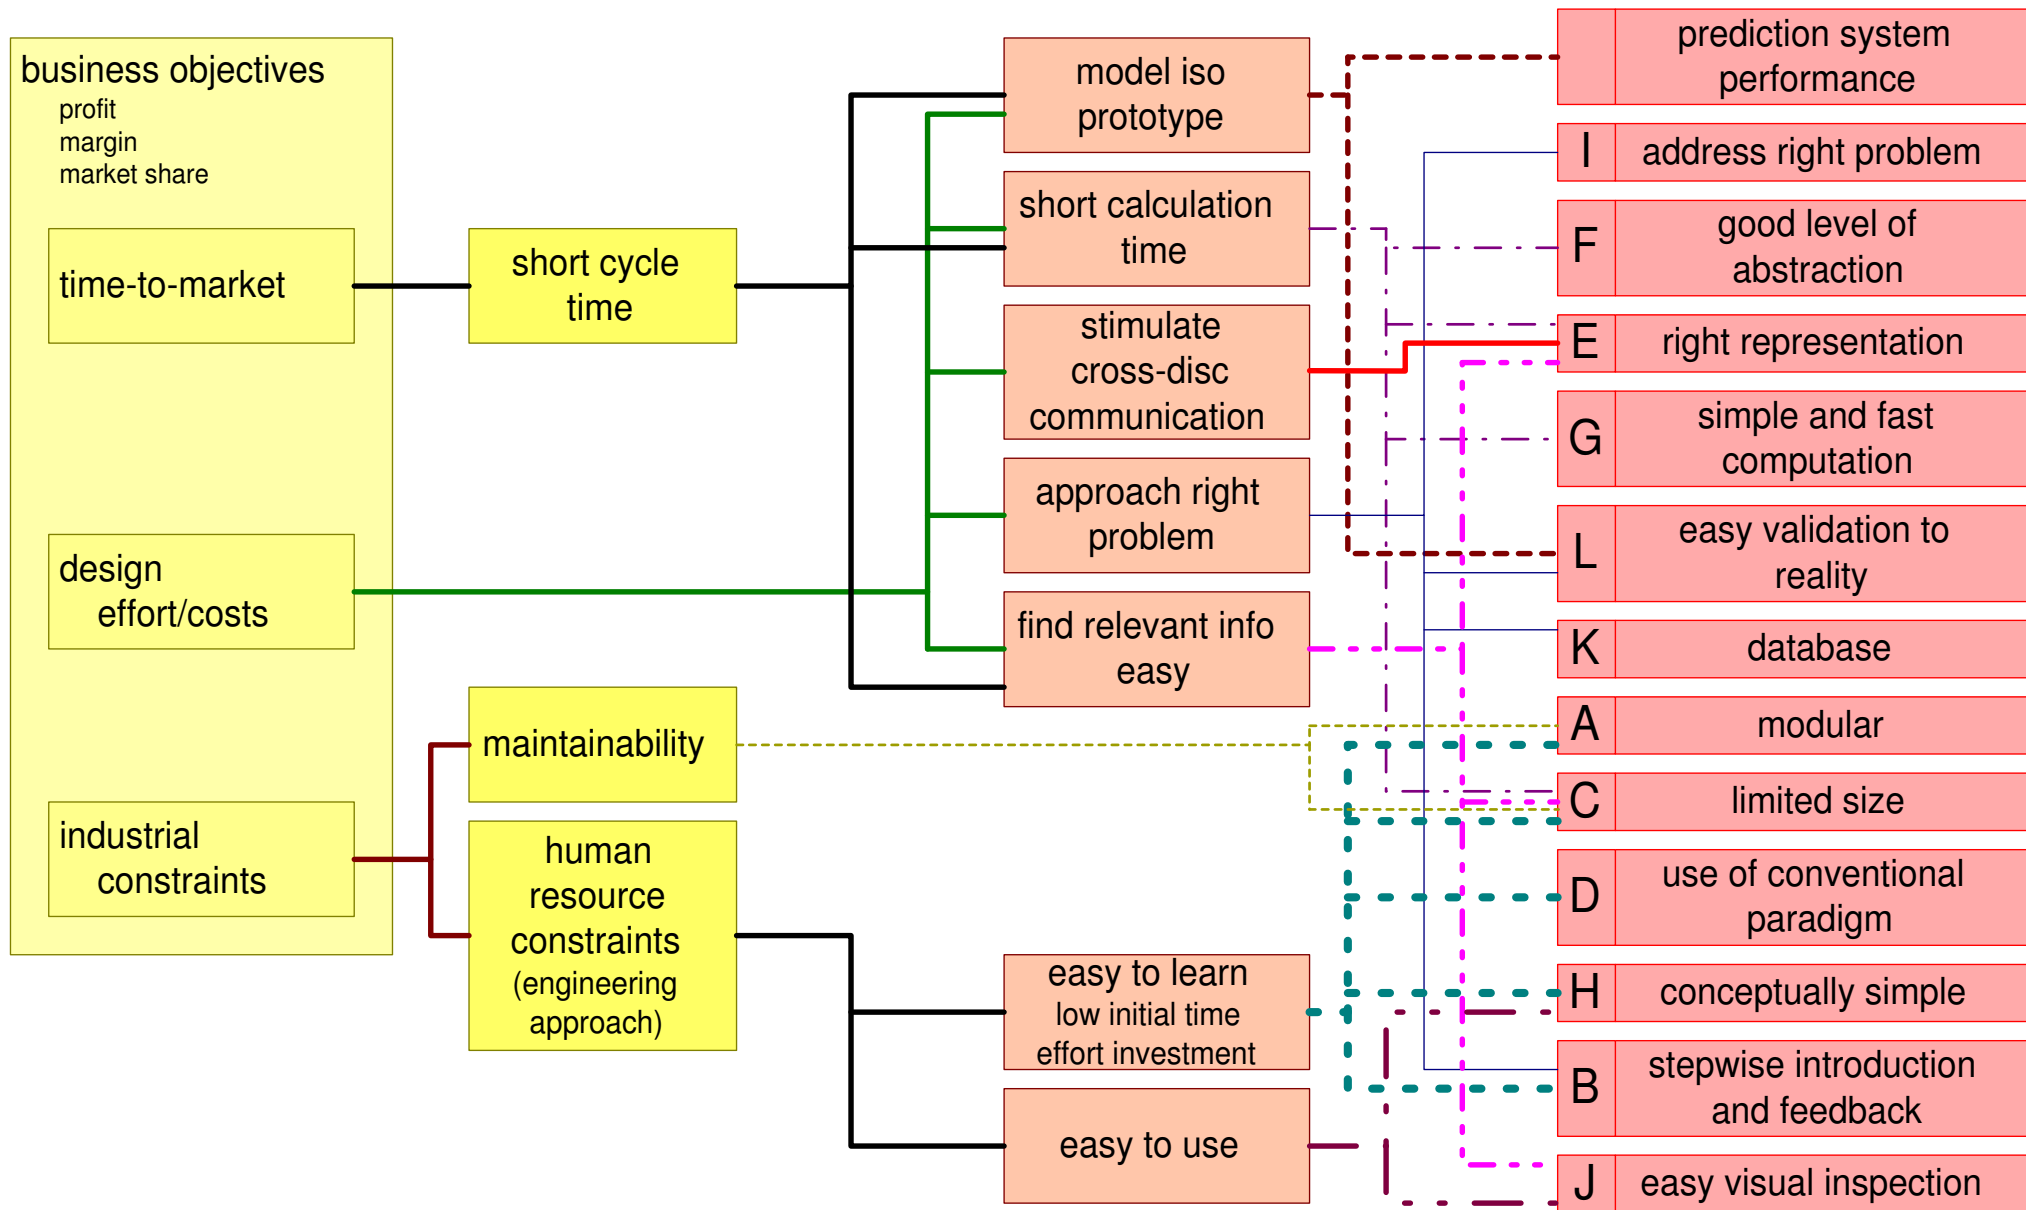 business objectives
profit
margin
market share
time-to-market
design
effort/costs
industrial
constraints
short cycle
time
maintainability
human
resource
constraints
(engineering
approach)
model iso
prototype
short calculation
time
stimulate
cross-disc
communication
approach right
problem
find relevant info
easy
easy to learn
low initial time
effort investment
easy to use
prediction system
performance
I address right problem
F good level of
abstraction
E right representation
G simple and fast
computation
L easy validation to
reality
K database
A modular
C limited size
D use of conventional
paradigm
H conceptually simple
B stepwise introduction
and feedback
J easy visual inspection